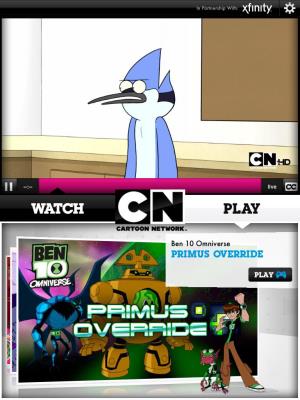 In Partnership With: xfinity
CN HD
live CC
WATCH
CN
CARTOON NETWORK
PLAY
BEN
10
OMNIVERSE
PRIMUS
OVERRIDE
Ben 10 Omniverse
PRIMUS OVERRIDE
PLAY